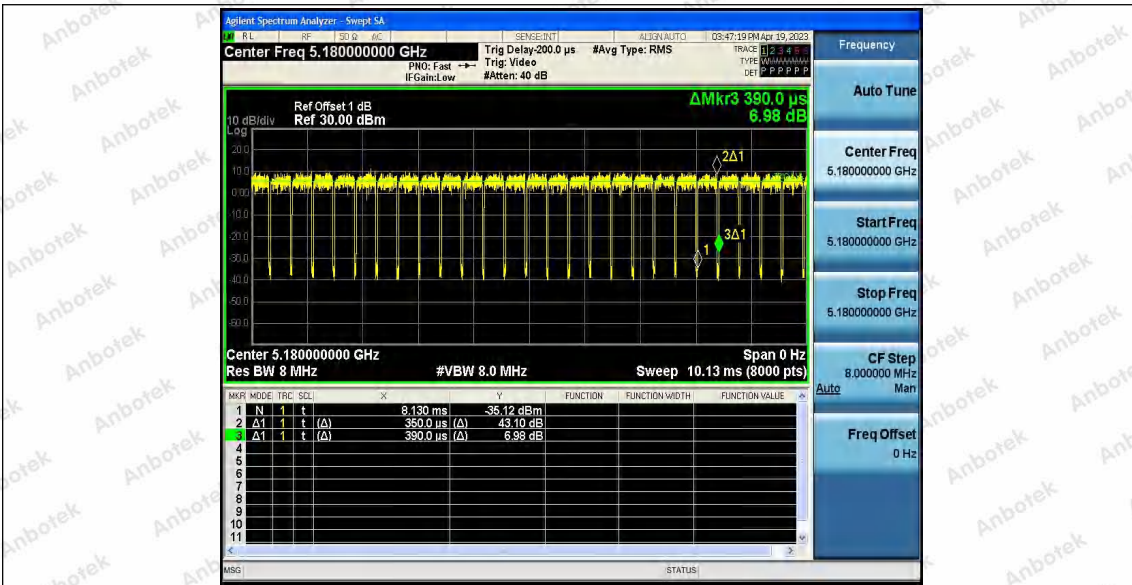 Agilent Spectrum Analyzer - Swept SA
RL RF 50 Ω AC SENSE:INT ALIGN AUTO 03:47:19 PM Apr 19, 2023
Center Freq 5.180000000 GHz
PNO: Fast
IFGain:Low
Trig Delay-200.0 µs
Trig: Video
#Atten: 40 dB
#Avg Type: RMS
TRACE 1 2 3 4 5 6
TYPE WWWWWW
DET P P P P P P
Ref Offset 1 dB
10 dB/div Ref 30.00 dBm
Log
ΔMkr3 390.0 µs
6.98 dB
20.0
10.0
0.00
-10.0
-20.0
-30.0
-40.0
-50.0
-60.0
2Δ1
3Δ1
1
Center 5.180000000 GHz Span 0 Hz
Res BW 8 MHz #VBW 8.0 MHz Sweep 10.13 ms (8000 pts)
MKR MODE TRC SCL X Y FUNCTION FUNCTION WIDTH FUNCTION VALUE
1 N 1 t 8.130 ms -35.12 dBm
2 Δ1 1 t (Δ) 350.0 µs (Δ) 43.10 dB
3 Δ1 1 t (Δ) 390.0 µs (Δ) 6.98 dB
4
5
6
7
8
9
10
11
MSG STATUS
Frequency
Auto Tune
Center Freq
5.180000000 GHz
Start Freq
5.180000000 GHz
Stop Freq
5.180000000 GHz
CF Step
8.000000 MHz
Auto Man
Freq Offset
0 Hz
Anbotek